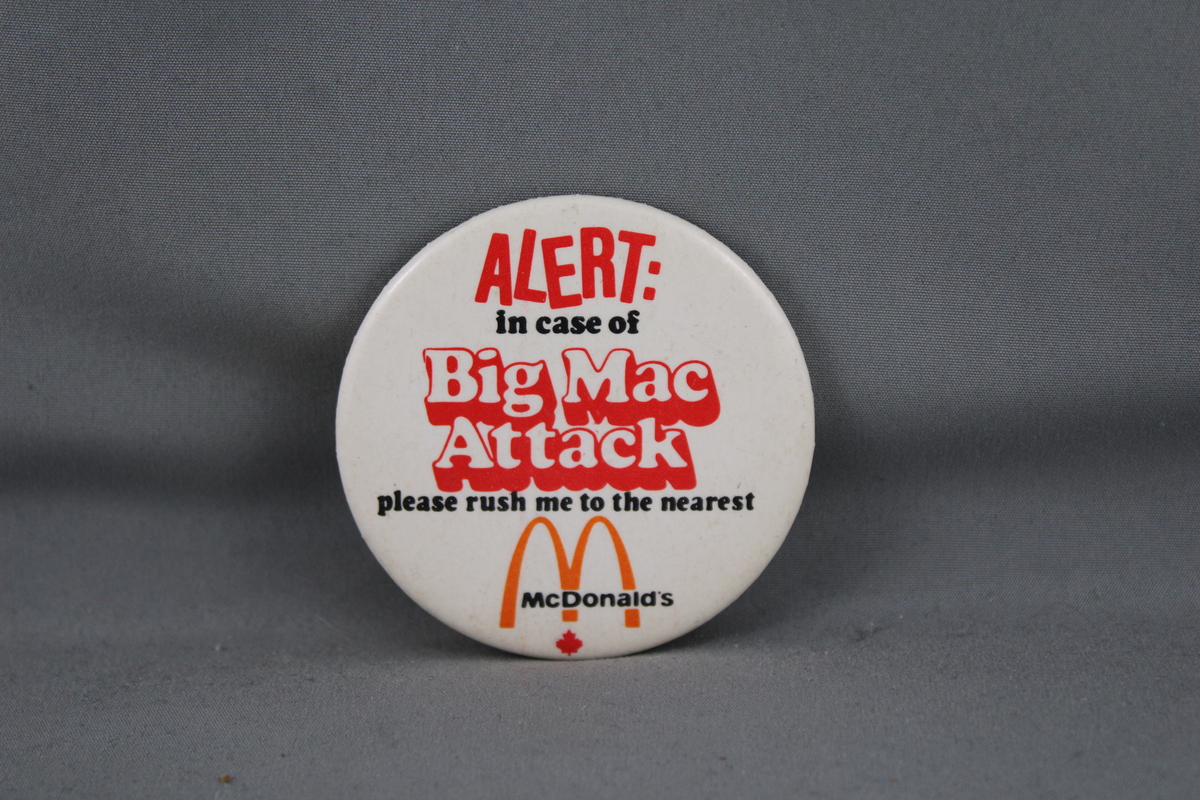 ALERT:
in case of
Big Mac
Attack
please rush me to the nearest
McDonald's